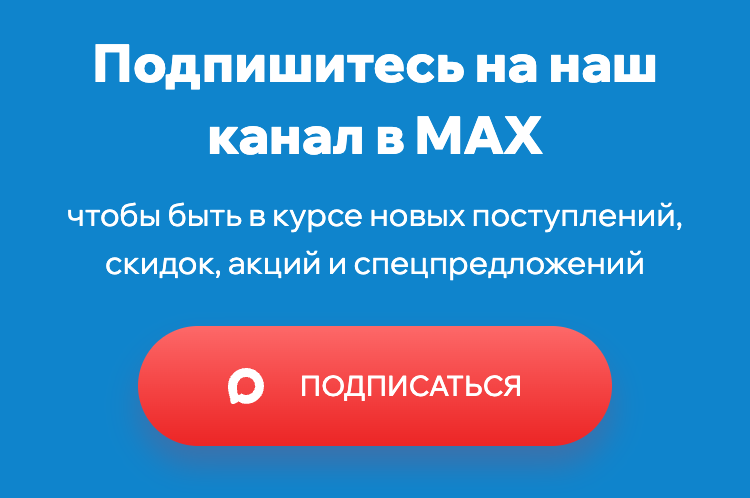 Подпишитесь на наш
канал в MAX
чтобы быть в курсе новых поступлений,
скидок, акций и спецпредложений
ПОДПИСАТЬСЯ